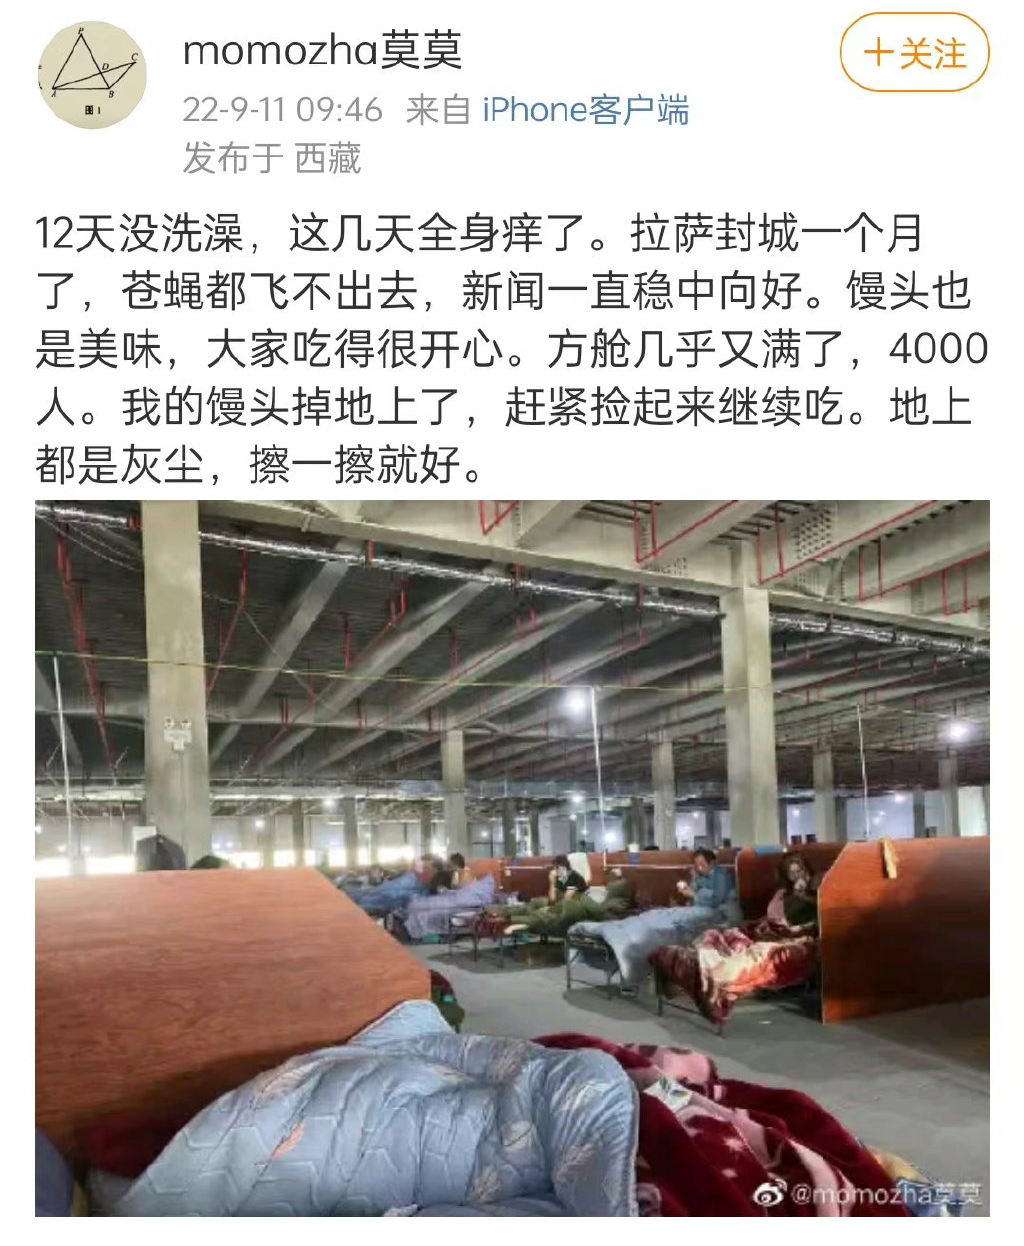 P
C
D
A
B
图1
momozha莫莫
＋关注
22-9-11 09:46 来自 iPhone客户端
发布于 西藏
12天没洗澡，这几天全身痒了。拉萨封城一个月
了，苍蝇都飞不出去，新闻一直稳中向好。馒头也
是美味，大家吃得很开心。方舱几乎又满了，4000
人。我的馒头掉地上了，赶紧捡起来继续吃。地上
都是灰尘，擦一擦就好。
@momozha莫莫